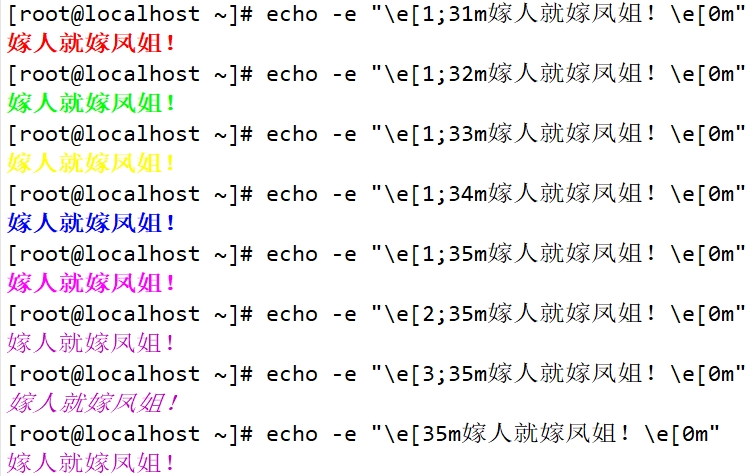 [root@localhost ~]# echo -e "\e[1;31m嫁人就嫁凤姐！\e[0m"
嫁人就嫁凤姐！
[root@localhost ~]# echo -e "\e[1;32m嫁人就嫁凤姐！\e[0m"
嫁人就嫁凤姐！
[root@localhost ~]# echo -e "\e[1;33m嫁人就嫁凤姐！\e[0m"
嫁人就嫁凤姐！
[root@localhost ~]# echo -e "\e[1;34m嫁人就嫁凤姐！\e[0m"
嫁人就嫁凤姐！
[root@localhost ~]# echo -e "\e[1;35m嫁人就嫁凤姐！\e[0m"
嫁人就嫁凤姐！
[root@localhost ~]# echo -e "\e[2;35m嫁人就嫁凤姐！\e[0m"
嫁人就嫁凤姐！
[root@localhost ~]# echo -e "\e[3;35m嫁人就嫁凤姐！\e[0m"
嫁人就嫁凤姐！
[root@localhost ~]# echo -e "\e[35m嫁人就嫁凤姐！\e[0m"
嫁人就嫁凤姐！